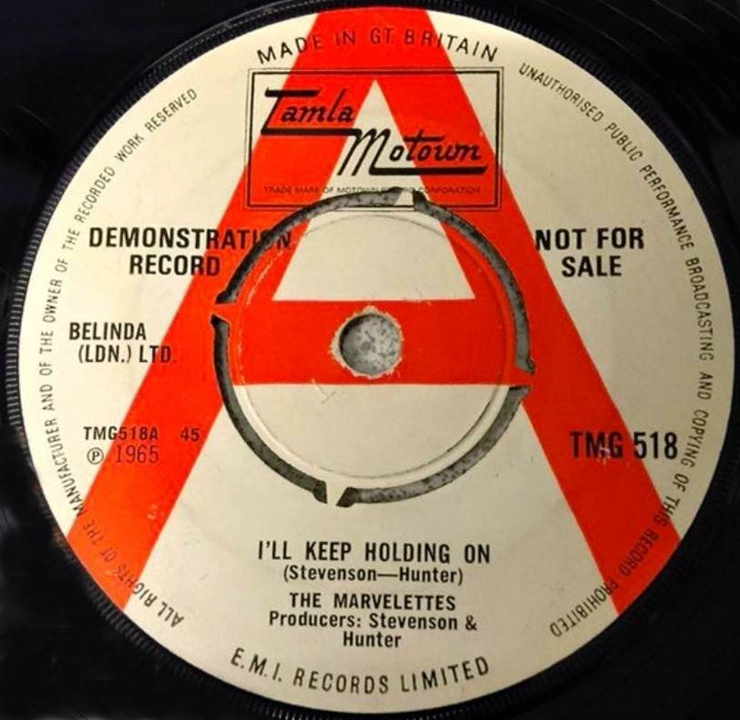 MADE IN GT. BRITAIN
Tamla
Motown
DEMONSTRATION
RECORD
NOT FOR
SALE
BELINDA
(LDN.) LTD.
TMG518A 45
℗ 1965
TMG 518
I'LL KEEP HOLDING ON
(Stevenson—Hunter)
THE MARVELETTES
Producers: Stevenson &
Hunter
E.M.I. RECORDS LIMITED
ALL RIGHTS OF THE MANUFACTURER AND OF THE OWNER OF THE RECORDED WORK RESERVED
UNAUTHORISED PUBLIC PERFORMANCE BROADCASTING AND COPYING OF THIS RECORD PROHIBITED
TRADE MARK OF MOTOWN CORPORATION
A